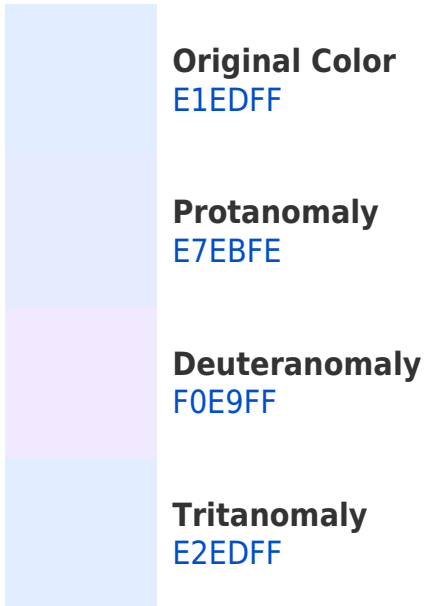 Original Color
E1EDFF
Protanomaly
E7EBFE
Deuteranomaly
F0E9FF
Tritanomaly
E2EDFF